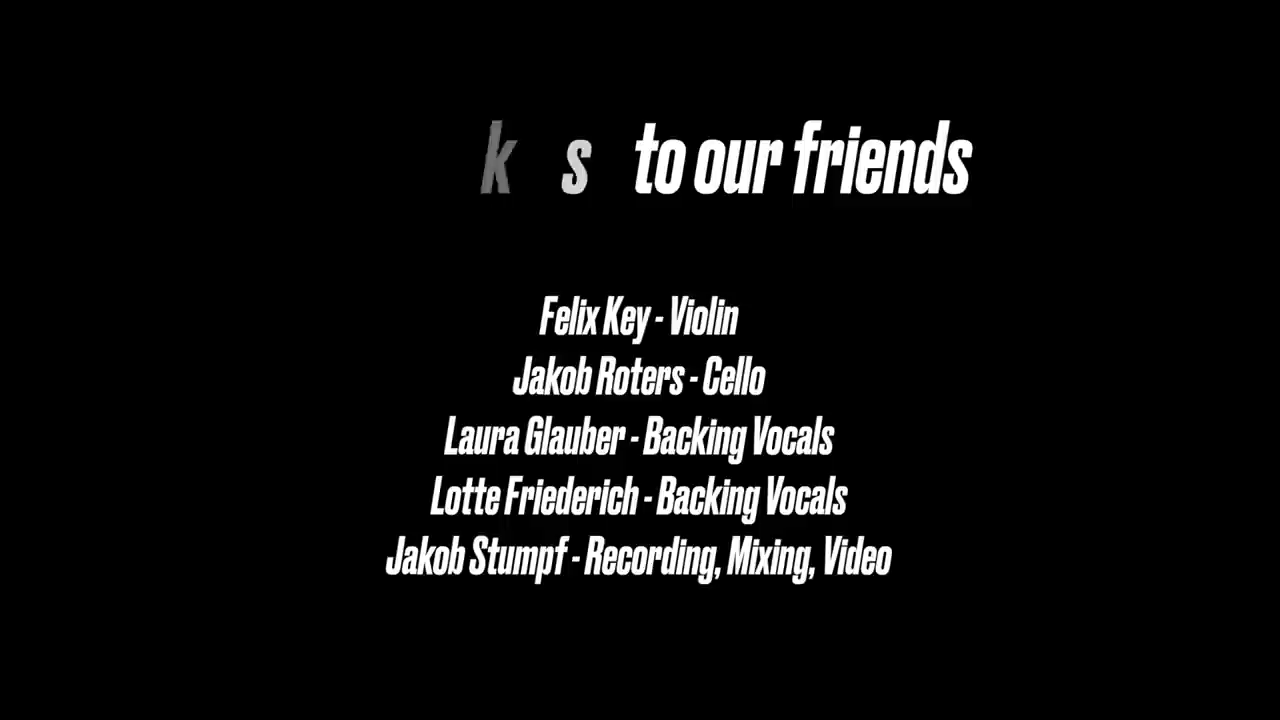 k s to our friends
Felix Key - Violin
Jakob Roters - Cello
Laura Glauber - Backing Vocals
Lotte Friederich - Backing Vocals
Jakob Stumpf - Recording, Mixing, Video